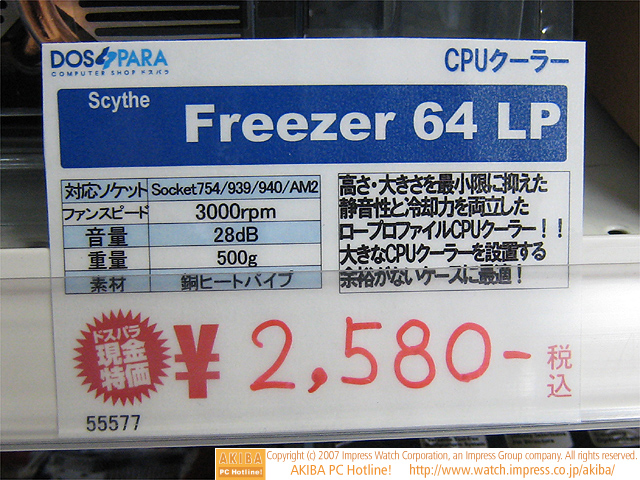 DOSPARA
COMPUTER SHOP ドスパラ
CPUクーラー
Scythe
Freezer 64 LP
対応ソケット Socket754/939/940/AM2
ファンスピード 3000rpm
音量 28dB
重量 500g
素材 銅ヒートパイプ
高さ・大きさを最小限に抑えた
静音性と冷却力を両立した
ロープロファイルCPUクーラー！！
大きなCPUクーラーを設置する
余裕がないケースに最適！
ドスパラ
現金
特価
¥2,580-
税込
55577
AKIBA
PC Hotline!
Copyright (c) 2007 Impress Watch Corporation, an Impress Group company. All rights reserved.
AKIBA PC Hotline! http://www.watch.impress.co.jp/akiba/